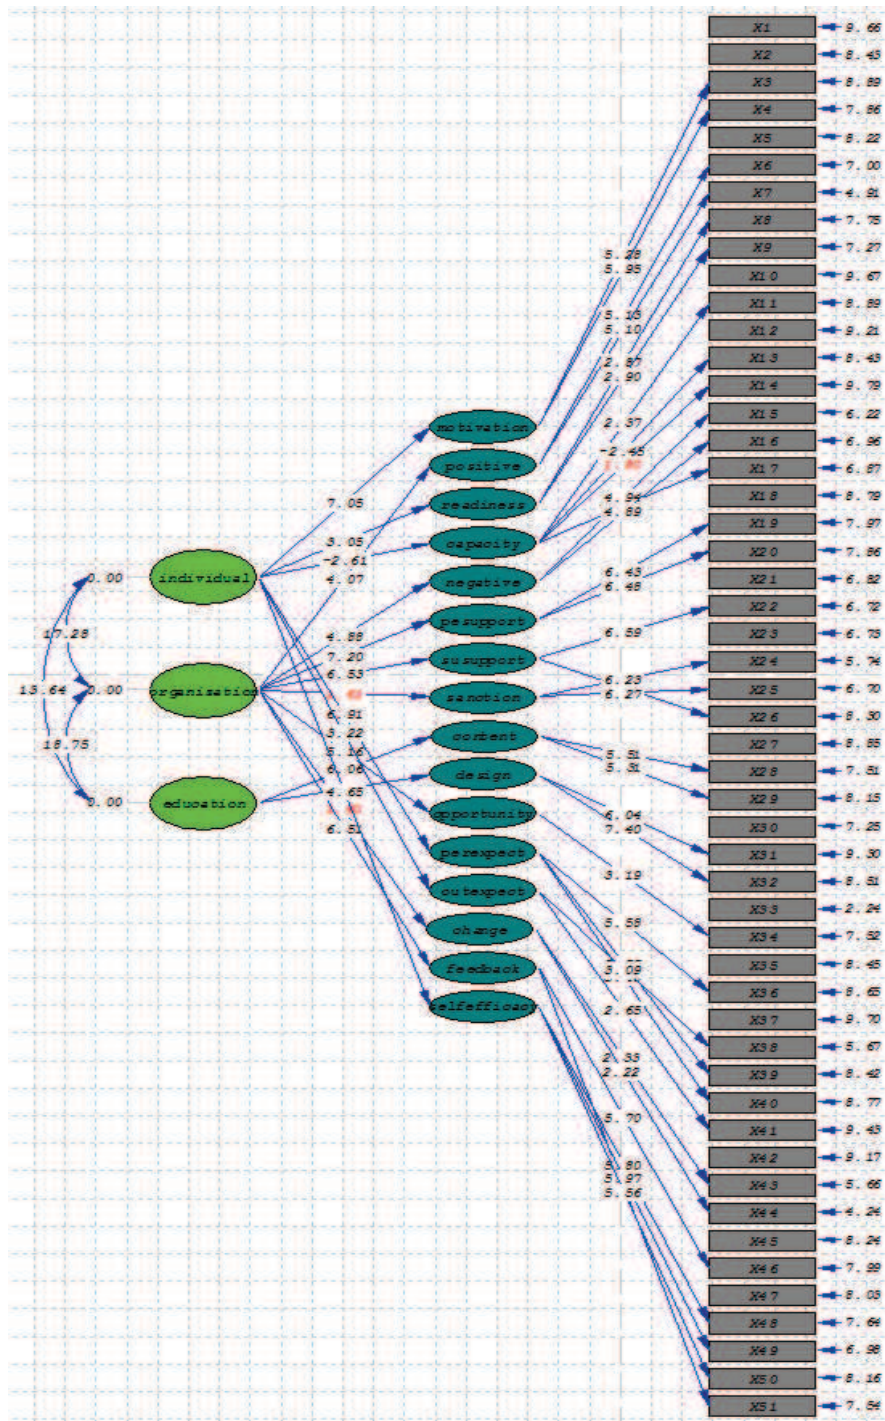 X1 9.66
X2 8.43
X3 8.89
X4 7.86
X5 8.22
X6 7.00
X7 4.91
X8 7.75
X9 7.27
X10 9.67
X11 8.89
X12 9.21
X13 8.43
X14 9.79
X15 6.22
X16 6.96
X17 6.87
X18 8.79
X19 7.97
X20 7.86
X21 6.82
X22 6.72
X23 6.73
X24 5.74
X25 6.70
X26 8.30
X27 8.85
X28 7.51
X29 8.15
X30 7.25
X31 9.30
X32 8.51
X33 2.24
X34 7.52
X35 8.45
X36 8.65
X37 9.70
X38 5.67
X39 8.42
X40 8.77
X41 9.43
X42 9.17
X43 5.66
X44 4.24
X45 8.24
X46 7.99
X47 8.03
X48 7.64
X49 6.98
X50 8.16
X51 7.54
5.28
5.95
5.13
5.10
2.87
2.90
2.37
-2.45
4.94
4.89
6.43
6.48
6.59
6.23
6.27
5.51
5.31
6.04
7.40
3.19
5.58
3.09
2.65
2.33
2.22
5.70
5.80
5.97
5.56
motivation
positive
readiness
capacity
negative
pesupport
susupport
sanction
content
design
opportunity
perexpect
outexpect
change
feedback
selfefficacy
7.05
3.05
-2.61
4.07
4.88
7.20
6.53
6.91
3.22
5.16
6.06
4.65
6.51
0.00 individual
17.28
13.64 0.00 organisation
18.75
0.00 education